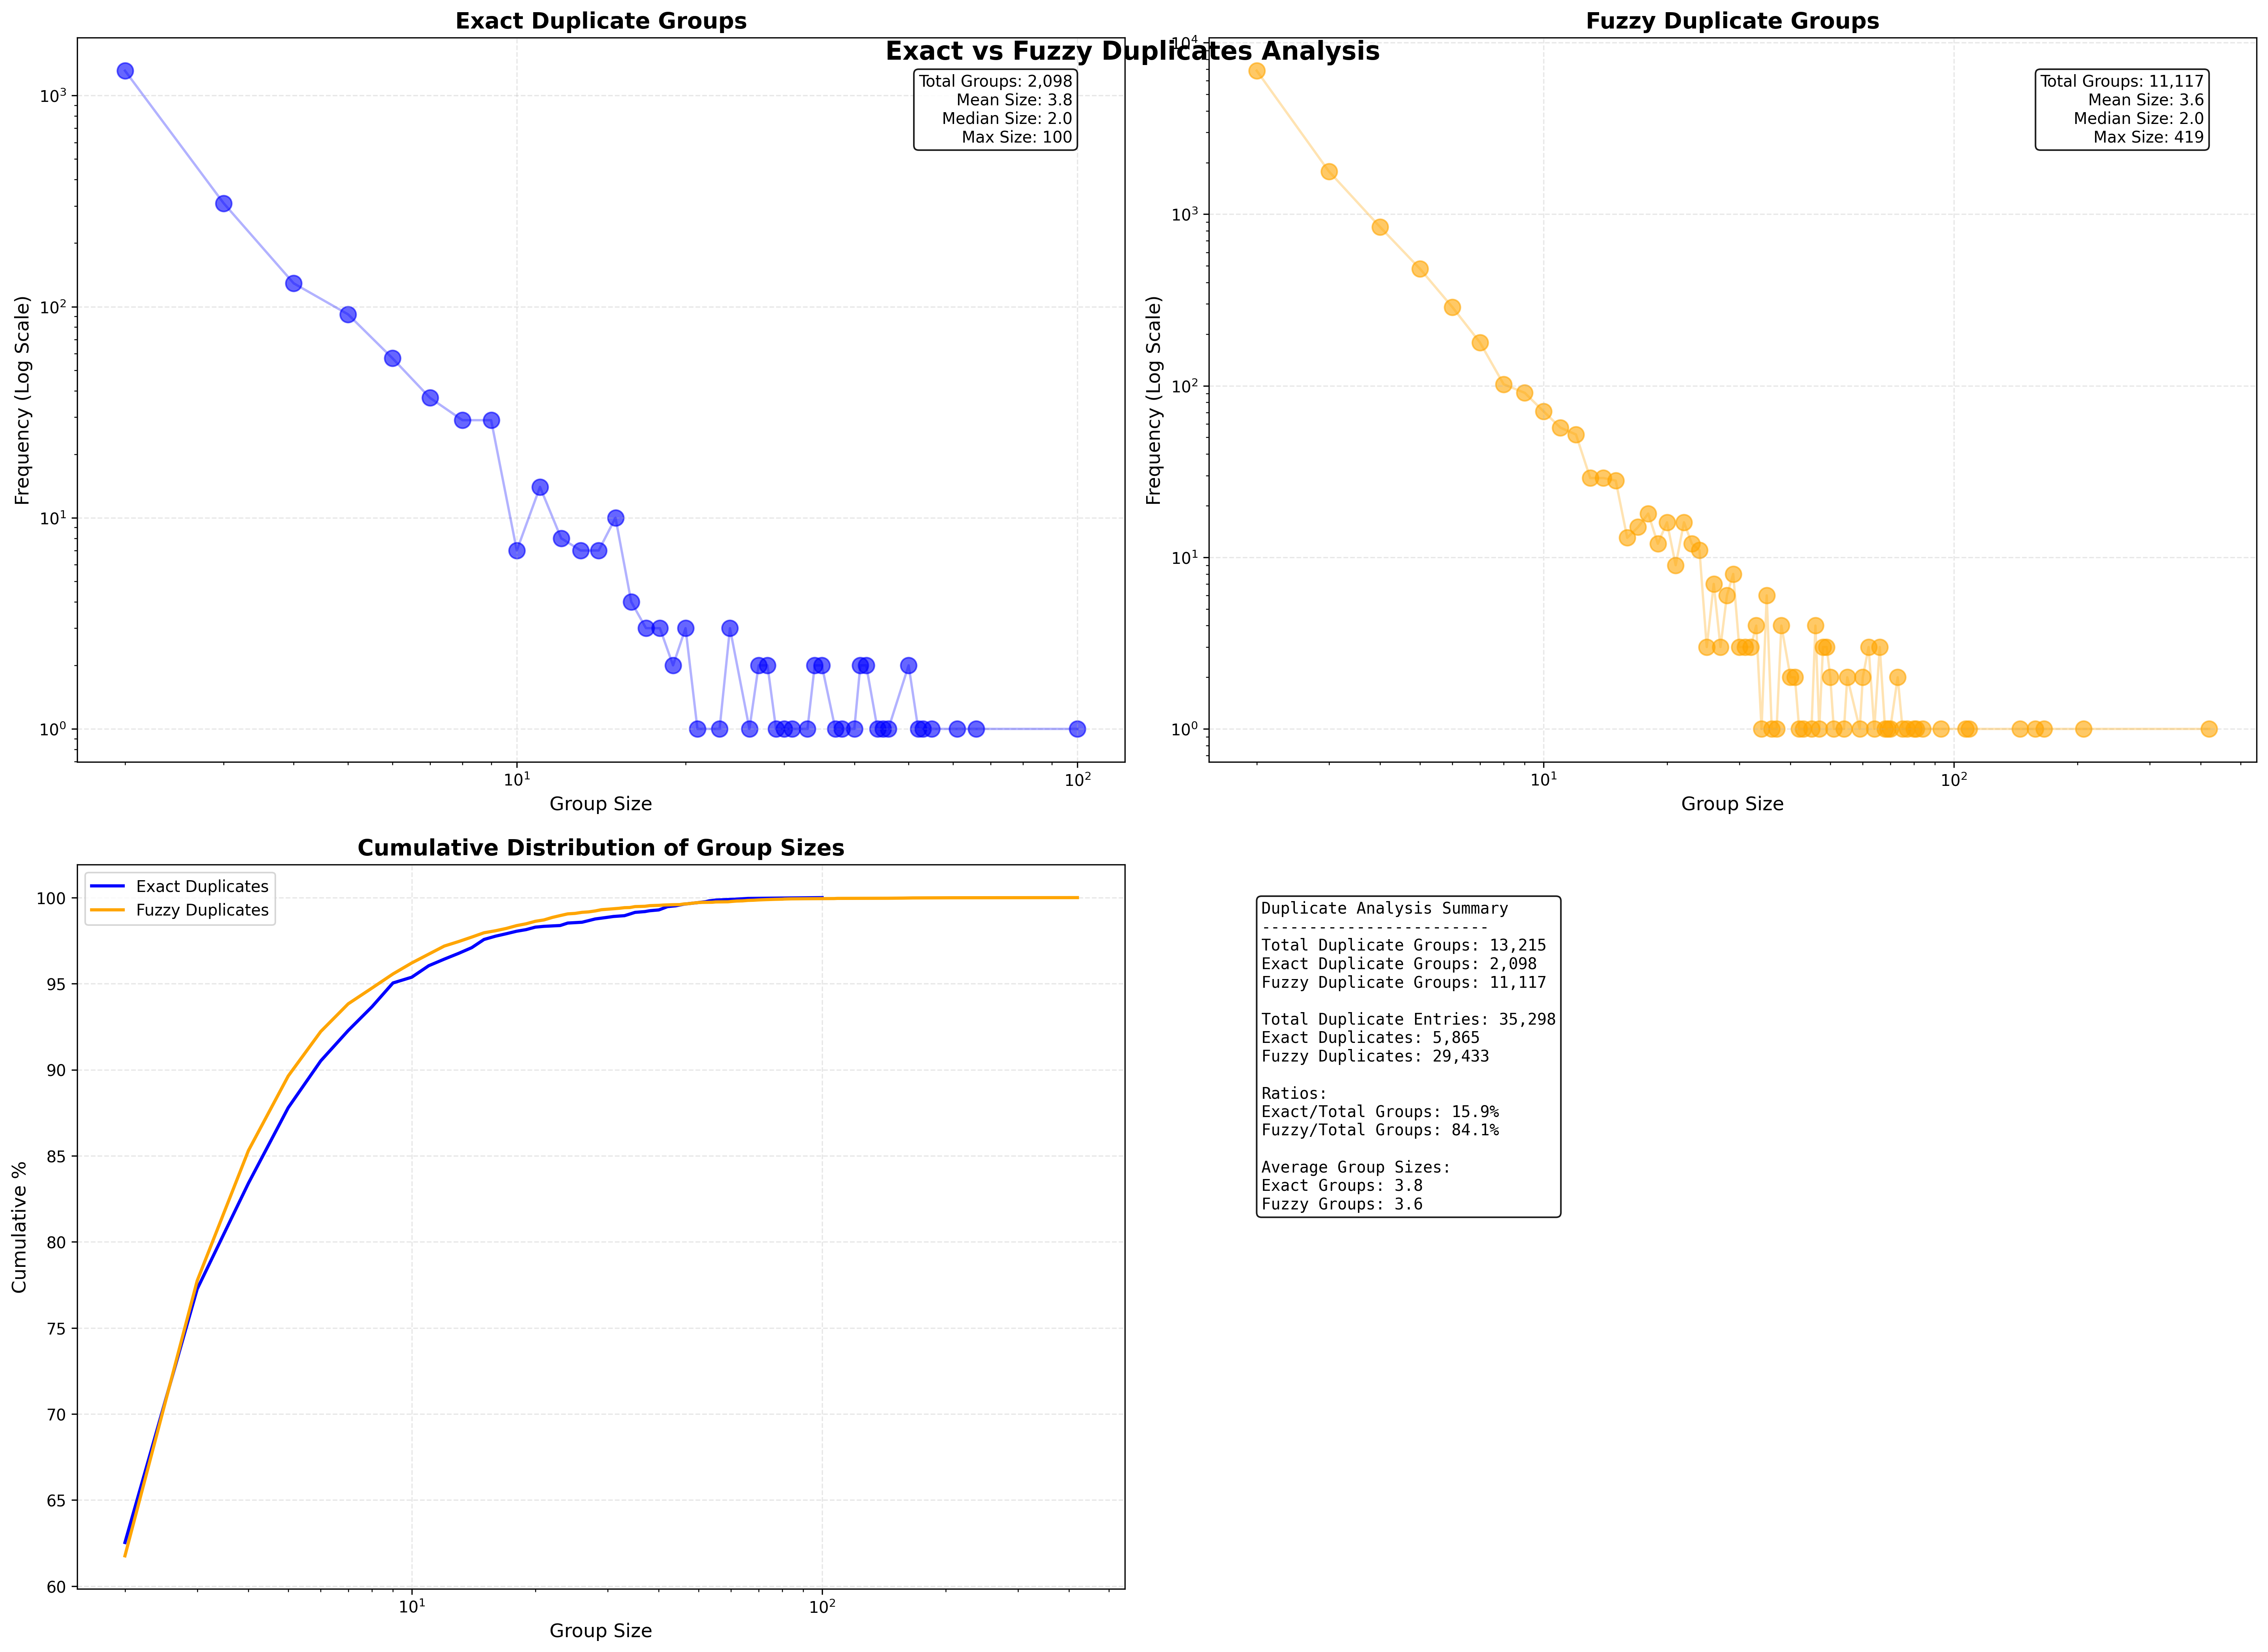 Exact vs Fuzzy Duplicates Analysis
Exact Duplicate Groups
Total Groups: 2,098
Mean Size: 3.8
Median Size: 2.0
Max Size: 100
Frequency (Log Scale)
10³
10²
10¹
10⁰
10¹
10²
Group Size
Fuzzy Duplicate Groups
Total Groups: 11,117
Mean Size: 3.6
Median Size: 2.0
Max Size: 419
Frequency (Log Scale)
10⁴
10³
10²
10¹
10⁰
10¹
10²
Group Size
Cumulative Distribution of Group Sizes
Exact Duplicates
Fuzzy Duplicates
Cumulative %
100
95
90
85
80
75
70
65
60
10¹
10²
Group Size
Duplicate Analysis Summary
------------------------
Total Duplicate Groups: 13,215
Exact Duplicate Groups: 2,098
Fuzzy Duplicate Groups: 11,117
Total Duplicate Entries: 35,298
Exact Duplicates: 5,865
Fuzzy Duplicates: 29,433
Ratios:
Exact/Total Groups: 15.9%
Fuzzy/Total Groups: 84.1%
Average Group Sizes:
Exact Groups: 3.8
Fuzzy Groups: 3.6